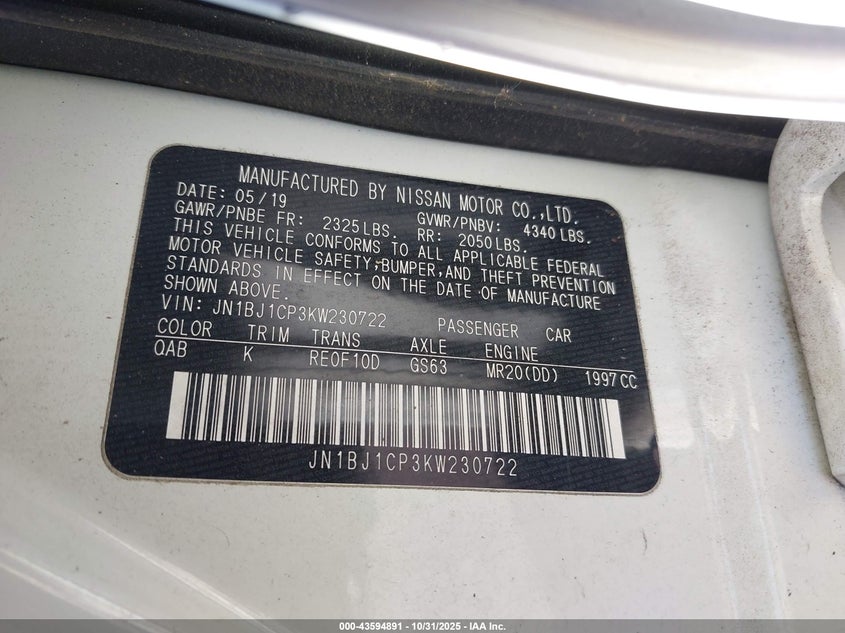 MANUFACTURED BY NISSAN MOTOR CO.,LTD.
DATE: 05/19 GVWR/PNBV: 4340 LBS.
GAWR/PNBE FR: 2325 LBS. RR: 2050 LBS.
THIS VEHICLE CONFORMS TO ALL APPLICABLE FEDERAL
MOTOR VEHICLE SAFETY, BUMPER, AND THEFT PREVENTION
STANDARDS IN EFFECT ON THE DATE OF MANUFACTURE
SHOWN ABOVE.
VIN: JN1BJ1CP3KW230722 PASSENGER CAR
COLOR TRIM TRANS AXLE ENGINE
QAB K RE0F10D GS63 MR20(DD) 1997 CC
JN1BJ1CP3KW230722
000-43594891 - 10/31/2025 - IAA Inc.